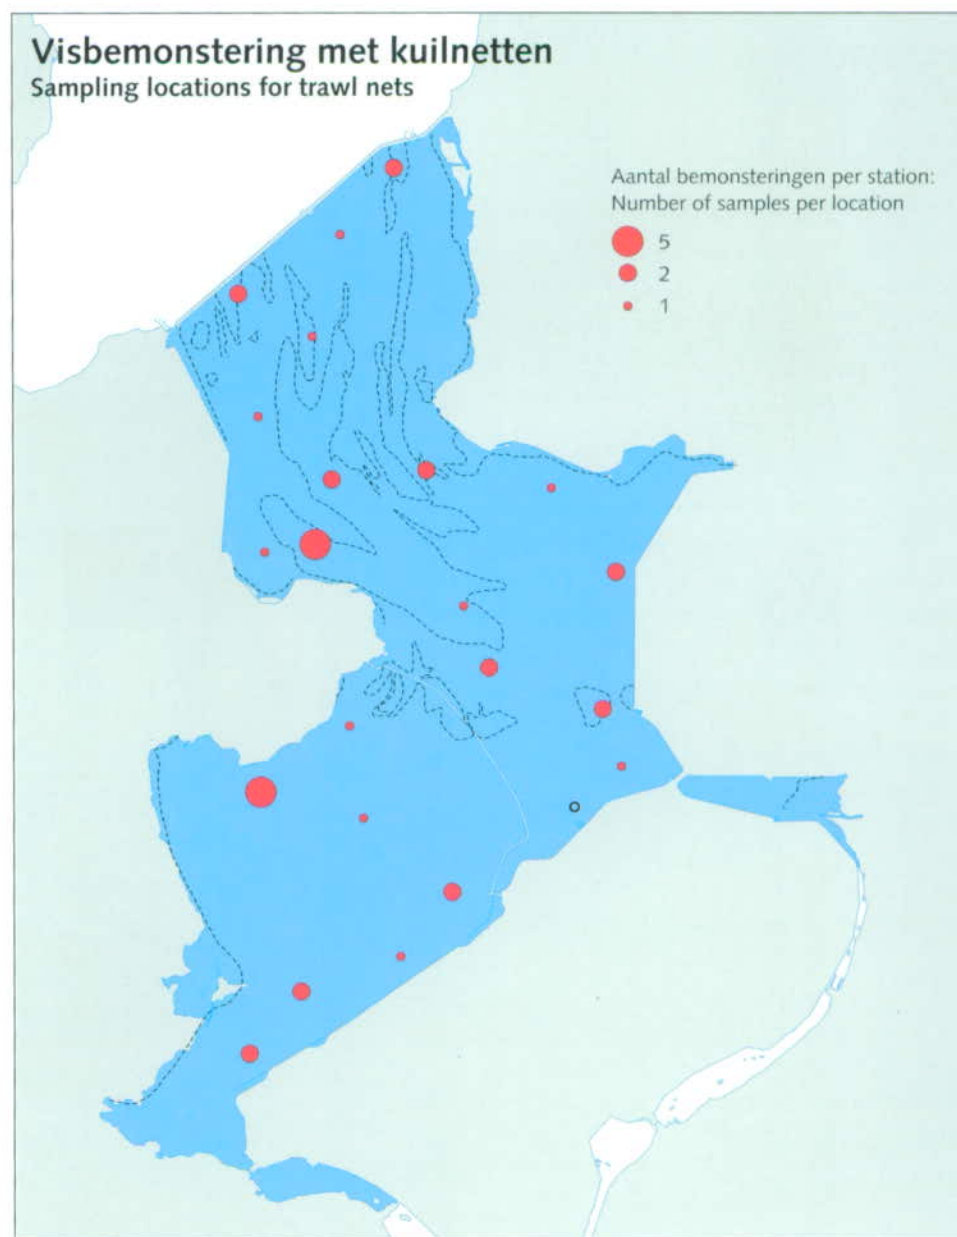 Visbemonstering met kuilnetten
Sampling locations for trawl nets
Aantal bemonsteringen per station:
Number of samples per location
5
2
1